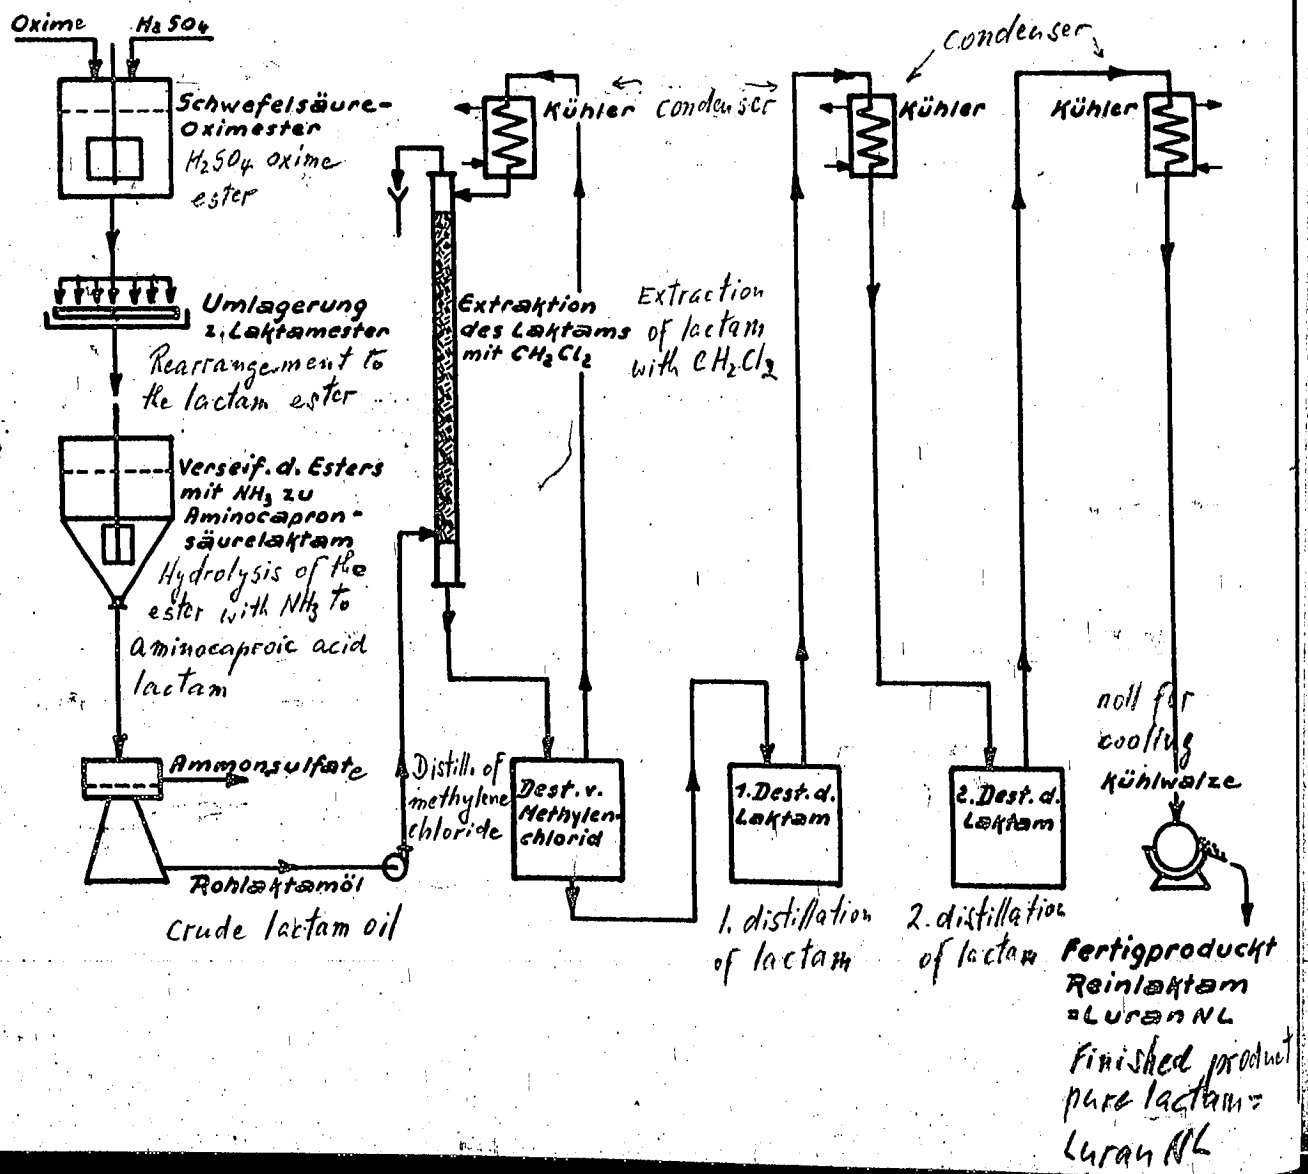 Oxime
H₂SO₄
Schwefelsäure-
Oximester
H₂SO₄ oxime
ester
Umlagerung
z. Laktamester
Rearrangement to
the lactam ester
Verseif. d. Esters
mit NH₃ zu
Aminocapron-
säurelaktam
Hydrolysis of the
ester with NH₃ to
aminocaproic acid
lactam
Ammonsulfate
Rohlaktamöl
Crude lactam oil
Kühler
condenser
Extraktion
des Laktams
mit CH₂Cl₂
Extraction
of lactam
with CH₂Cl₂
Distill. of
methylene
chloride
Dest. v.
Methylen-
chlorid
condenser
Kühler
Kühler
1. Dest. d.
Laktam
1. distillation
of lactam
2. Dest. d.
Laktam
2. distillation
of lactam
roll for
cooling
Kühlwalze
Fertigproduckt
Reinlaktam
=Luran NL
Finished product
pure lactam=
Luran NL